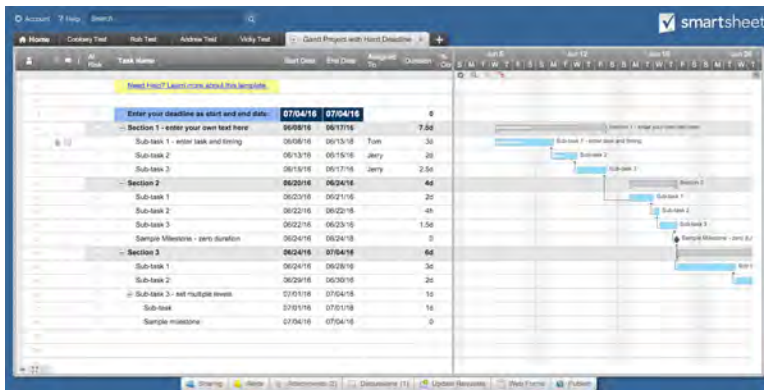 Account ? Help Search...
smartsheet
Home Rob Test Andrew Test Vicky Test Gantt Project with Hard Deadline +
At Risk Task Name Start Date End Date Assigned To Duration
Jun 5 Jun 12 Jun 19 Jun 26
S M T W T F S S M T W T F S S M T W T F S S M T W T
Need Help? Learn more about this template.
Enter your deadline as start and end date: 07/04/16 07/04/16 0
Section 1 - enter your own text here 06/08/16 06/17/16 7.5d
Section 1 - enter your own text here
Sub-task 1 - enter task and timing 06/08/16 Tom 3d
Sub-task 1 - enter task and timing
Sub-task 2 06/13/16 Jerry 2d
Sub-task 2
Sub-task 3 06/17/16 Jerry 2.5d
Sub-task 3
Section 2 06/20/16 06/24/16 4d
Section 2
Sub-task 1 06/21/16 2d
Sub-task 1
Sub-task 2 06/22/16 06/22/16 4h
Sub-task 2
Sub-task 3 06/22/16 06/23/16 1.5d
Sub-task 3
Sample Milestone - zero duration 06/24/16 06/24/16 0
Sample Milestone - zero
Section 3 06/24/16 07/04/16 6d
Sub-task 1 06/24/16 06/28/16 3d
Sub-task 2 06/29/16 06/30/16 2d
Sub-task 3 - set multiple levels 07/01/16 07/04/16 1d
Sub-task 07/01/16 07/01/16 1d
Sample milestone 07/04/16 07/04/16 0
Sharing Alerts Attachments (2) Discussions (1) Update Requests Web Forms Publish